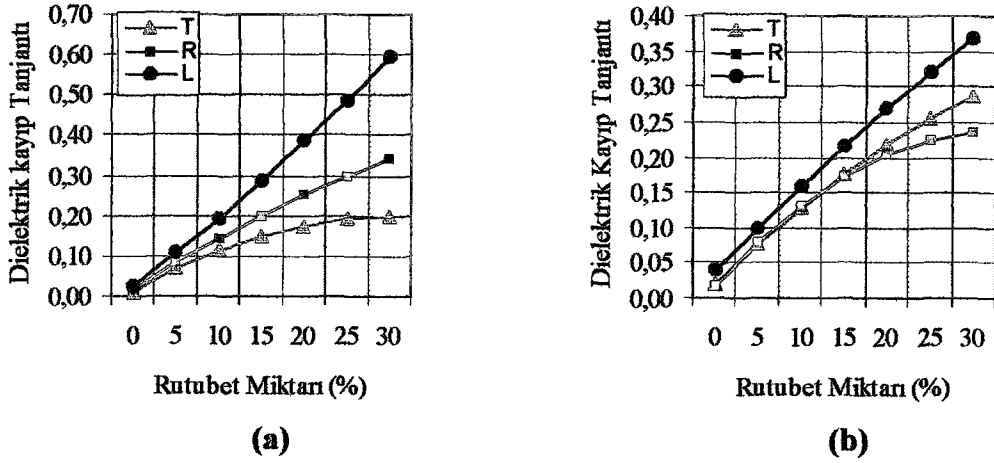 Dielektrik kayıp Tanjantı
0,70
0,60
0,50
0,40
0,30
0,20
0,10
0,00
T
R
L
0 5 10 15 20 25 30
Rutubet Miktarı (%)
(a)
Dielektrik Kayıp Tanjantı
0,40
0,35
0,30
0,25
0,20
0,15
0,10
0,05
0,00
T
R
L
0 5 10 15 20 25 30
Rutubet Miktarı (%)
(b)